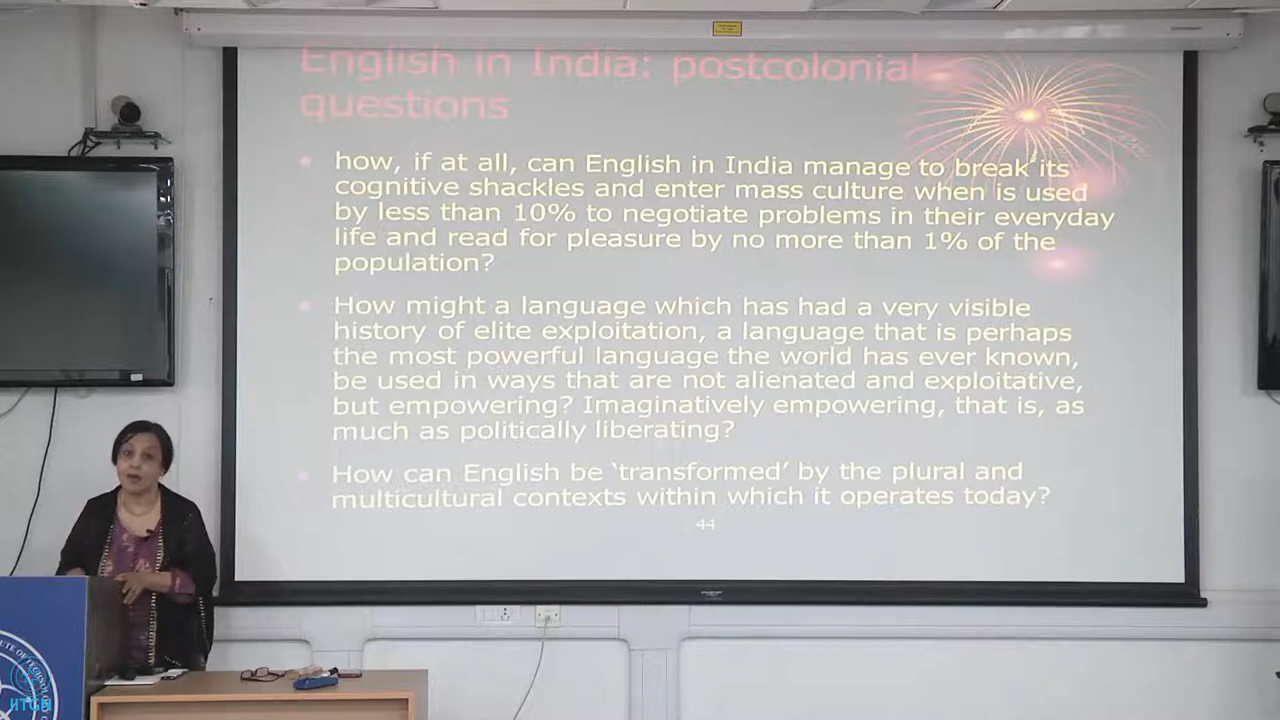 English in India: postcolonial
questions
how, if at all, can English in India manage to break its
cognitive shackles and enter mass culture when is used
by less than 10% to negotiate problems in their everyday
life and read for pleasure by no more than 1% of the
population?
How might a language which has had a very visible
history of elite exploitation, a language that is perhaps
the most powerful language the world has ever known,
be used in ways that are not alienated and exploitative,
but empowering? Imaginatively empowering, that is, as
much as politically liberating?
How can English be ‘transformed’ by the plural and
multicultural contexts within which it operates today?
44
UTE OF TECHNOLOG
IITGN